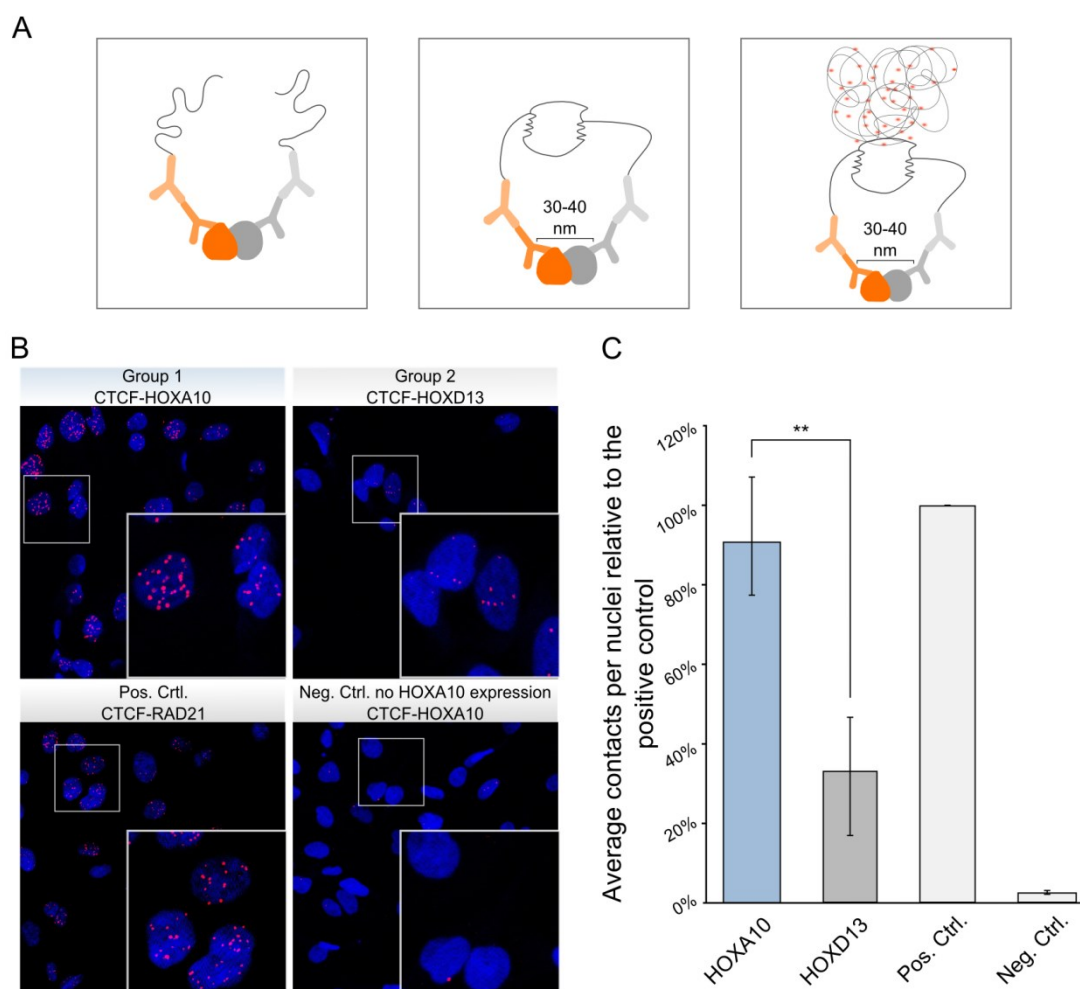 A
30-40
nm
30-40
nm
B
Group 1
CTCF-HOXA10
Group 2
CTCF-HOXD13
Pos. Crtl.
CTCF-RAD21
Neg. Ctrl. no HOXA10 expression
CTCF-HOXA10
C
Average contacts per nuclei relative to the
positive control
120%
100%
80%
60%
40%
20%
0%
**
HOXA10
HOXD13
Pos. Ctrl.
Neg. Ctrl.